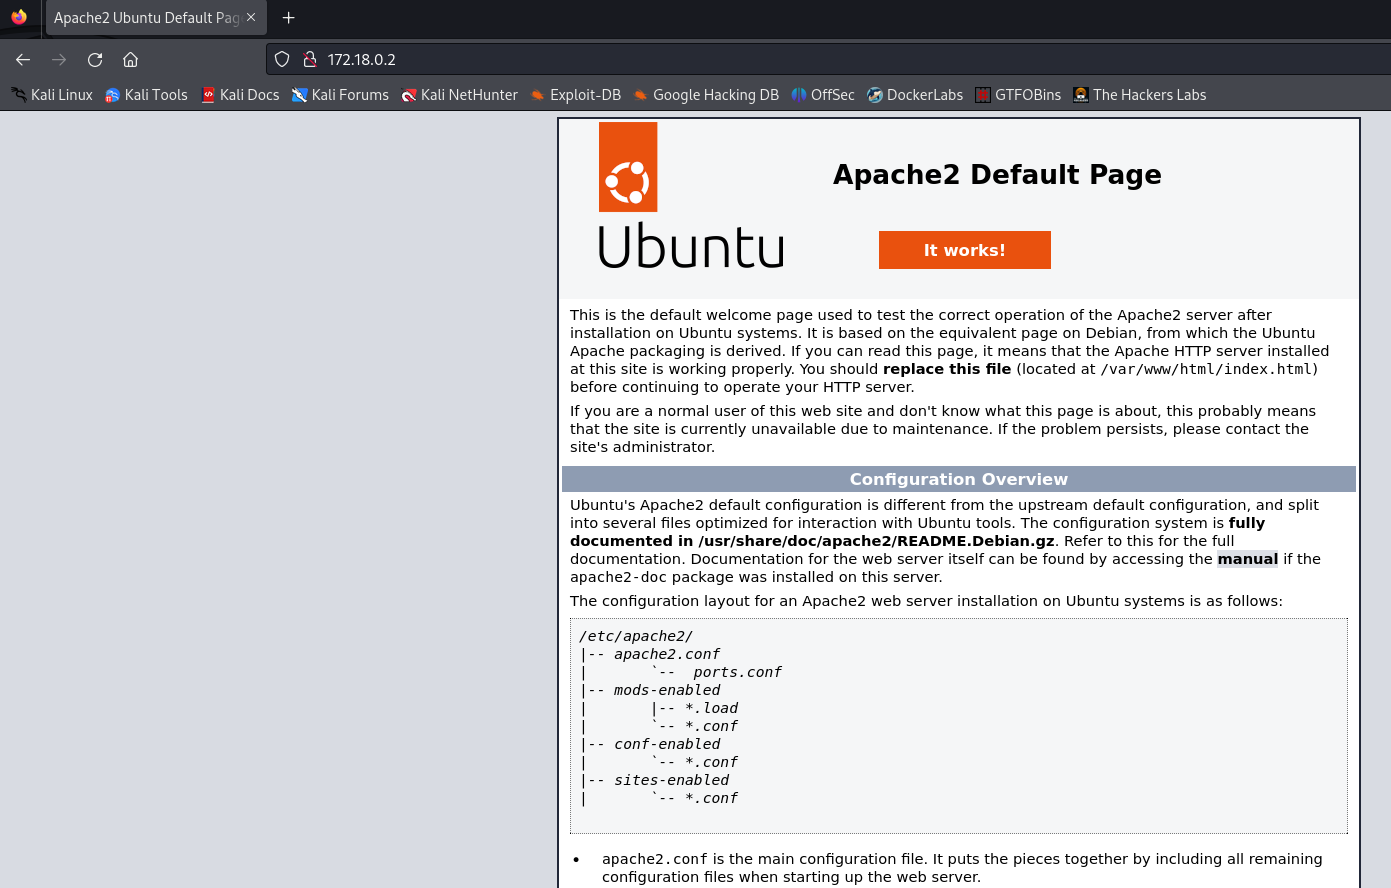 Apache2 Ubuntu Default Pag
172.18.0.2
Kali Linux Kali Tools Kali Docs Kali Forums Kali NetHunter Exploit-DB Google Hacking DB OffSec DockerLabs GTFOBins The Hackers Labs
Apache2 Default Page
Ubuntu
It works!
This is the default welcome page used to test the correct operation of the Apache2 server after
installation on Ubuntu systems. It is based on the equivalent page on Debian, from which the Ubuntu
Apache packaging is derived. If you can read this page, it means that the Apache HTTP server installed
at this site is working properly. You should replace this file (located at /var/www/html/index.html)
before continuing to operate your HTTP server.
If you are a normal user of this web site and don't know what this page is about, this probably means
that the site is currently unavailable due to maintenance. If the problem persists, please contact the
site's administrator.
Configuration Overview
Ubuntu's Apache2 default configuration is different from the upstream default configuration, and split
into several files optimized for interaction with Ubuntu tools. The configuration system is fully
documented in /usr/share/doc/apache2/README.Debian.gz. Refer to this for the full
documentation. Documentation for the web server itself can be found by accessing the manual if the
apache2-doc package was installed on this server.
The configuration layout for an Apache2 web server installation on Ubuntu systems is as follows:
/etc/apache2/
|-- apache2.conf
|       `--  ports.conf
|-- mods-enabled
|       |-- *.load
|       `-- *.conf
|-- conf-enabled
|       `-- *.conf
|-- sites-enabled
|       `-- *.conf
• apache2.conf is the main configuration file. It puts the pieces together by including all remaining
configuration files when starting up the web server.